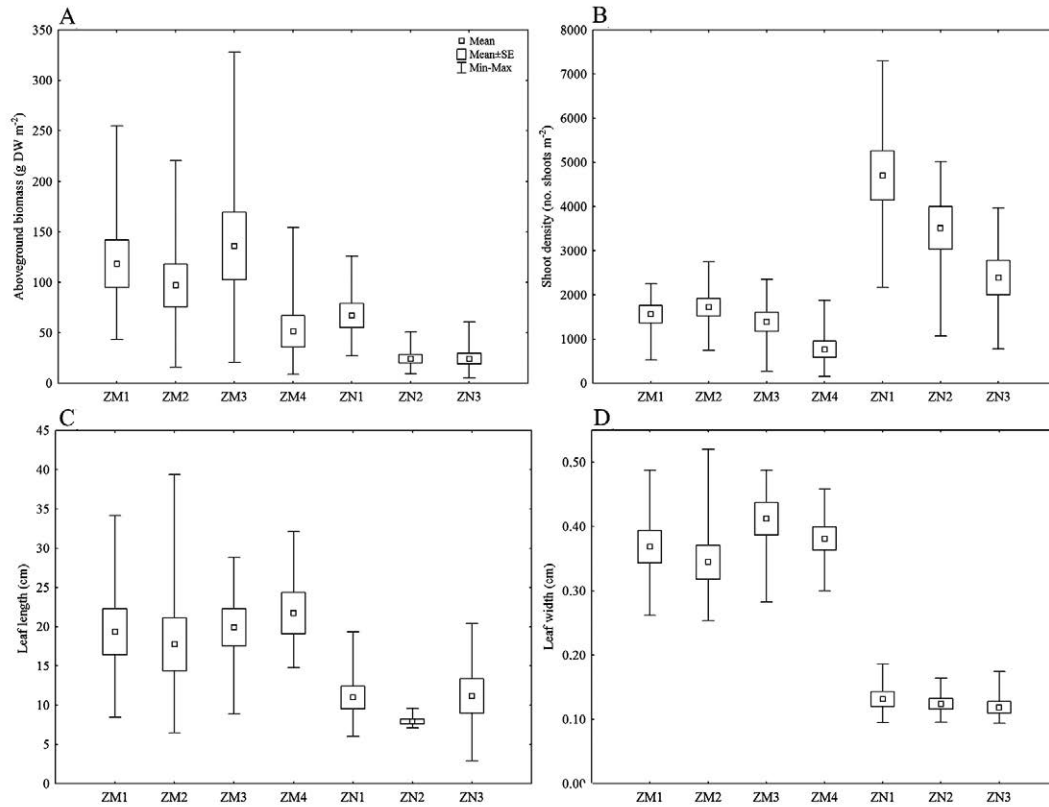 A
Aboveground biomass (g DW m-2)
350
300
250
200
150
100
50
0
Mean
Mean±SE
Min-Max
ZM1 ZM2 ZM3 ZM4 ZN1 ZN2 ZN3
B
Shoot density (no. shoots m-2)
8000
7000
6000
5000
4000
3000
2000
1000
0
ZM1 ZM2 ZM3 ZM4 ZN1 ZN2 ZN3
C
Leaf length (cm)
45
40
35
30
25
20
15
10
5
0
ZM1 ZM2 ZM3 ZM4 ZN1 ZN2 ZN3
D
Leaf width (cm)
0.50
0.40
0.30
0.20
0.10
0.00
ZM1 ZM2 ZM3 ZM4 ZN1 ZN2 ZN3